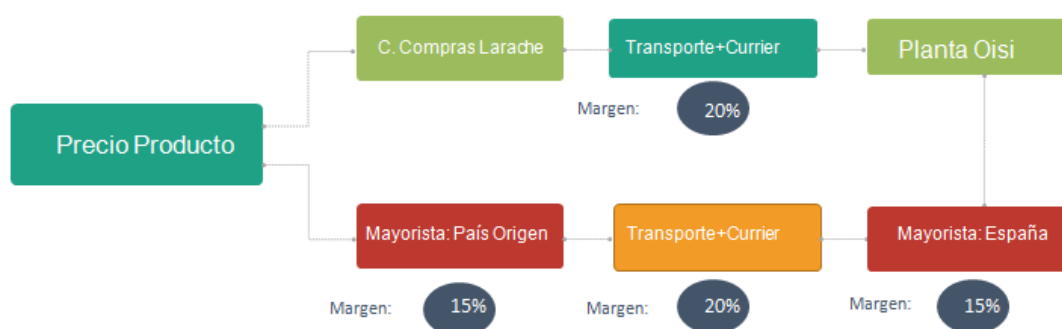 C. Compras Larache
Transporte+Currier
Planta Oisi
Margen:
20%
Precio Producto
Mayorista: País Origen
Transporte+Currier
Mayorista: España
Margen:
15%
Margen:
20%
Margen:
15%